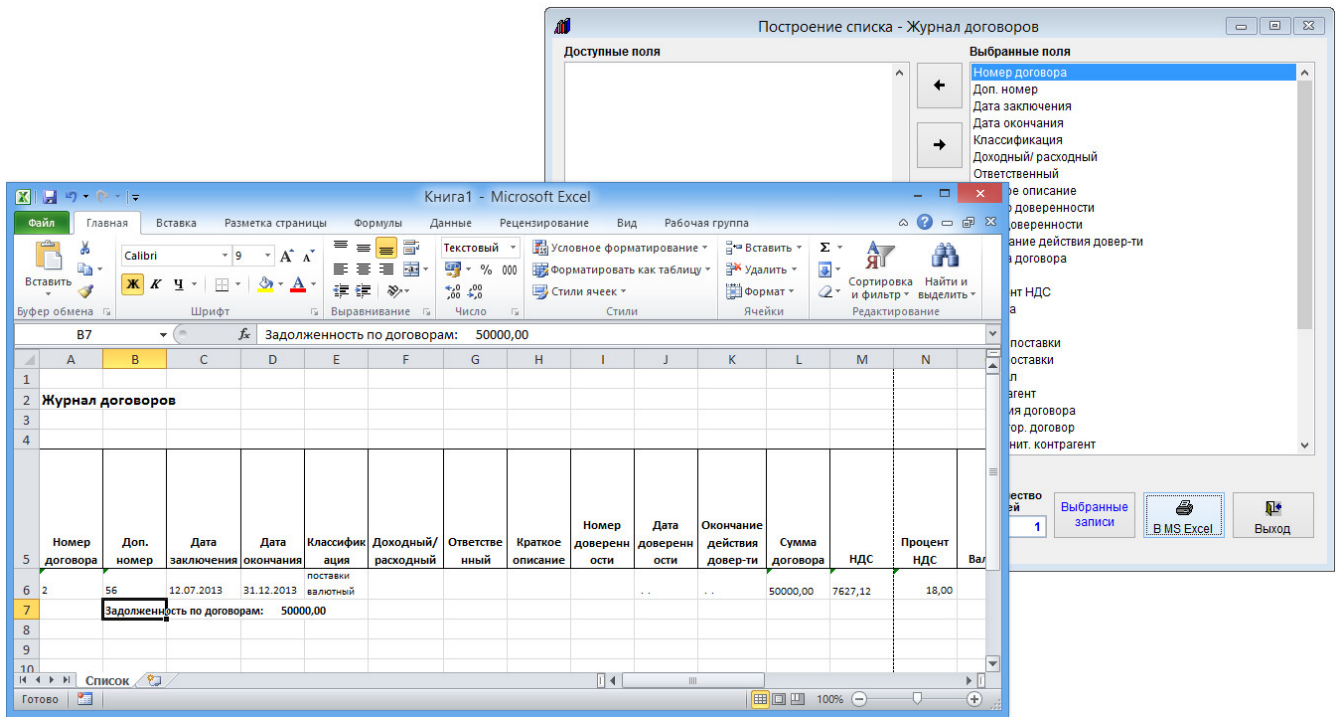 Построение списка - Журнал договоров
Доступные поля
Выбранные поля
Номер договора
Доп. номер
Дата заключения
Дата окончания
Классификация
Доходный/ расходный
Ответственный
описание
доверенности
действия довер-ти
договора
НДС
поставки
договора
договор
контрагент
Выбранные записи
1
В MS Excel
Выход
Книга1 - Microsoft Excel
Файл Главная Вставка Разметка страницы Формулы Данные Рецензирование Вид Рабочая группа
Вставить
Calibri 9
Ж К Ч
Текстовый
% 000
Условное форматирование
Форматировать как таблицу
Стили ячеек
Вставить
Удалить
Формат
Σ
Сортировка и фильтр
Найти и выделить
Буфер обмена Шрифт Выравнивание Число Стили Ячейки Редактирование
B7 fx Задолженность по договорам: 50000,00
A B C D E F G H I J K L M N
1
2 Журнал договоров
3
4
5 Номер договора Доп. номер Дата заключения Дата окончания Классификация Доходный/ расходный Ответственный Краткое описание Номер доверенности Дата доверенности Окончание действия довер-ти Сумма договора НДС Процент НДС
6 2 56 12.07.2013 31.12.2013 поставки валютный . . . . 50000,00 7627,12 18,00
7 Задолженность по договорам: 50000,00
8
9
10
Список
Готово 100%